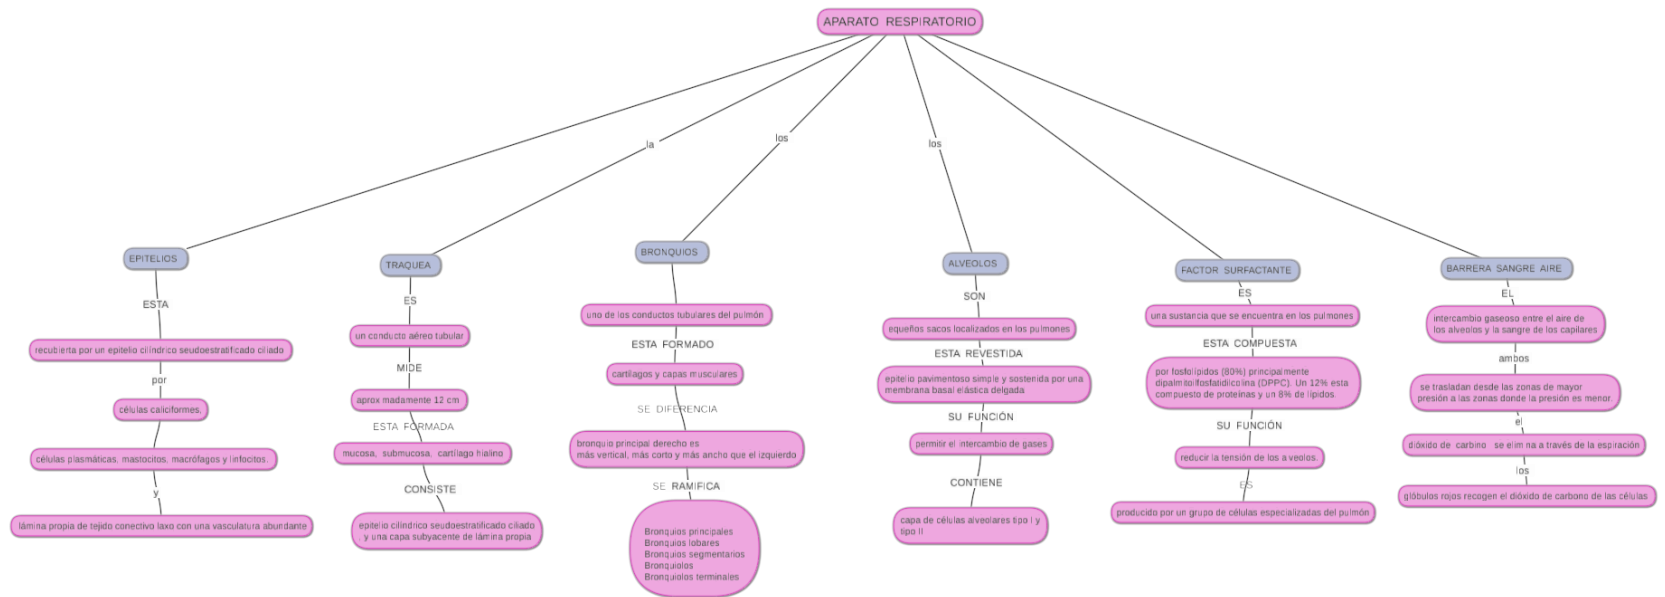 APARATO RESPIRATORIO
la
los
los
EPITELIOS
ESTA
recubierta por un epitelio cilíndrico seudoestratificado ciliado
por
células caliciformes,
células plasmáticas, mastocitos, macrófagos y linfocitos.
y
lámina propia de tejido conectivo laxo con una vasculatura abundante
TRAQUEA
ES
un conducto aéreo tubular
MIDE
aprox madamente 12 cm
ESTA FORMADA
mucosa, submucosa, cartílago hialino
CONSISTE
epitelio cilíndrico seudoestratificado ciliado
, y una capa subyacente de lámina propia
BRONQUIOS
uno de los conductos tubulares del pulmón
ESTA FORMADO
cartílagos y capas musculares
SE DIFERENCIA
bronquio principal derecho es
más vertical, más corto y más ancho que el izquierdo
SE RAMIFICA
Bronquios principales
Bronquios lobares
Bronquios segmentarios
Bronquiolos
Bronquiolos terminales
ALVEOLOS
SON
equeños sacos localizados en los pulmones
ESTA REVESTIDA
epitelio pavimentoso simple y sostenida por una
membrana basal elástica delgada
SU FUNCIÓN
permitir el intercambio de gases
CONTIENE
capa de células alveolares tipo I y
tipo II
FACTOR SURFACTANTE
ES
una sustancia que se encuentra en los pulmones
ESTA COMPUESTA
por fosfolípidos (80%) principalmente
dipalmitoilfosfatidilcolina (DPPC). Un 12% esta
compuesto de proteínas y un 8% de lípidos.
SU FUNCIÓN
reducir la tensión de los a veolos.
ES
producido por un grupo de células especializadas del pulmón
BARRERA SANGRE AIRE
EL
intercambio gaseoso entre el aire de
los alveolos y la sangre de los capilares
ambos
se trasladan desde las zonas de mayor
presión a las zonas donde la presión es menor.
el
dióxido de carbino se elim na a través de la espiración
los
glóbulos rojos recogen el dióxido de carbono de las células